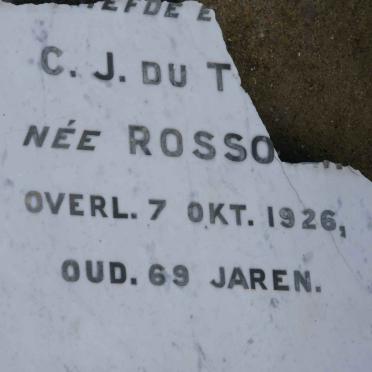 C. J. DU T
NÉE ROSSO
OVERL. 7 OKT. 1926,
OUD. 69 JAREN.